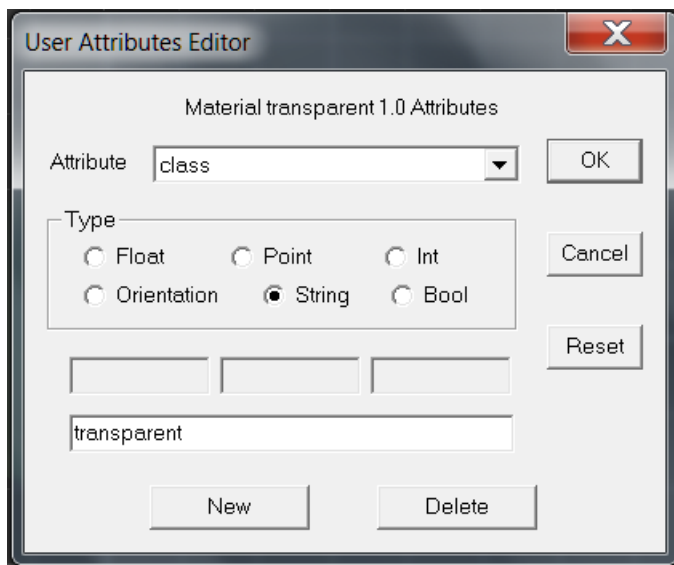 User Attributes Editor
X
Material transparent 1.0 Attributes
Attribute class OK
Type
Float Point Int Cancel
Orientation String Bool
Reset
transparent
New Delete